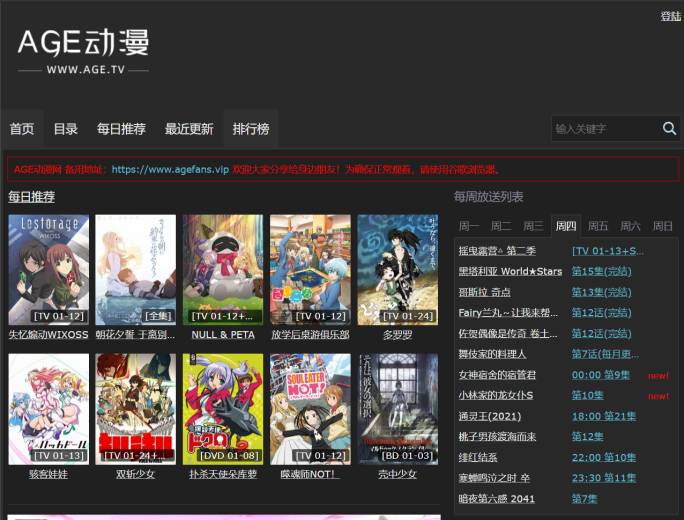 登陆
AGE动漫
WWW.AGE.TV
首页 目录 每日推荐 最近更新 排行榜
输入关键字
AGE动漫网 备用地址：https://www.agefans.vip 欢迎大家分享给身边朋友！为确保正常观看，请使用谷歌浏览器。
每日推荐
每周放送列表
周一 周二 周三 周四 周五 周六 周日
Lostorage
WIXOSS
[TV 01-12] [全集] [TV 01-12+... [TV 01-12] [TV 01-24]
失忆煽动WIXOSS 朝花夕誓 于离别... NULL & PETA 放学后桌游俱乐部 多罗罗
SOUL EATER
NOT!
[TV 01-13] [TV 01-24+... [DVD 01-08] [TV 01-12] [BD 01-03]
骇客娃娃 双斩少女 扑杀天使朵库萝 噬魂师NOT! 壳中少女
摇曳露营△ 第二季 [TV 01-13+S...
黑塔利亚 World★Stars 第15集(完结)
哥斯拉 奇点 第13集(完结)
Fairy兰丸～让我来帮... 第12话(完结)
佐贺偶像是传奇 卷土... 第12话(完结)
舞伎家的料理人 第7话(每月更...
女神宿舍的宿管君 00:00 第9集 new!
小林家的龙女仆S 第10集 new!
通灵王(2021) 18:00 第21集
桃子男孩渡海而来 第12集
绯红结系 22:00 第10集
寒蝉鸣泣之时 卒 23:30 第11集
暗夜第六感 2041 第7集